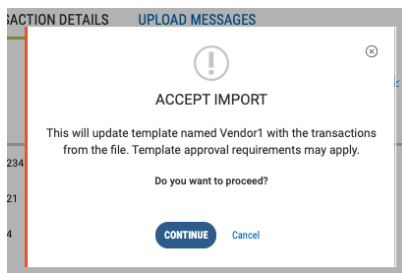 SACTION DETAILS UPLOAD MESSAGES
ACCEPT IMPORT
This will update template named Vendor1 with the transactions
from the file. Template approval requirements may apply.
234
Do you want to proceed?
21
4
CONTINUE Cancel